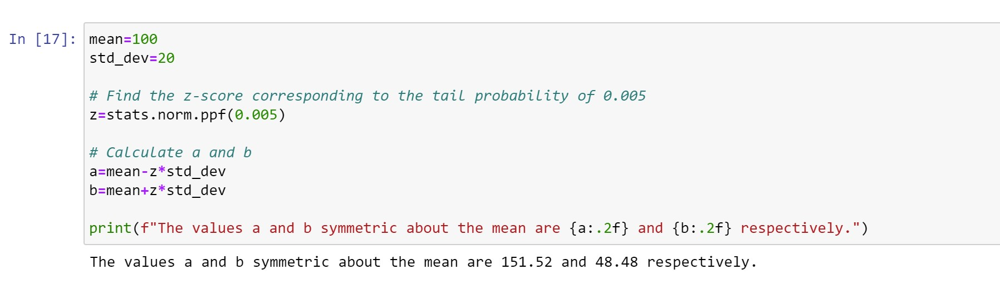 In [17]: mean=100
std_dev=20
# Find the z-score corresponding to the tail probability of 0.005
z=stats.norm.ppf(0.005)
# Calculate a and b
a=mean-z*std_dev
b=mean+z*std_dev
print(f"The values a and b symmetric about the mean are {a:.2f} and {b:.2f} respectively.")
The values a and b symmetric about the mean are 151.52 and 48.48 respectively.